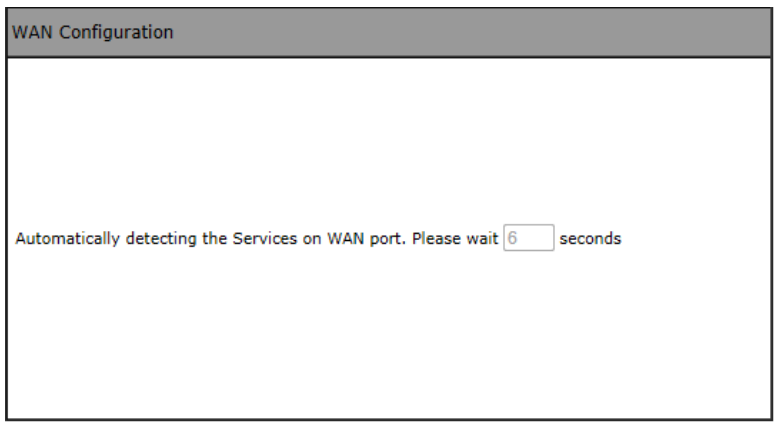 WAN Configuration
Automatically detecting the Services on WAN port. Please wait 6 seconds